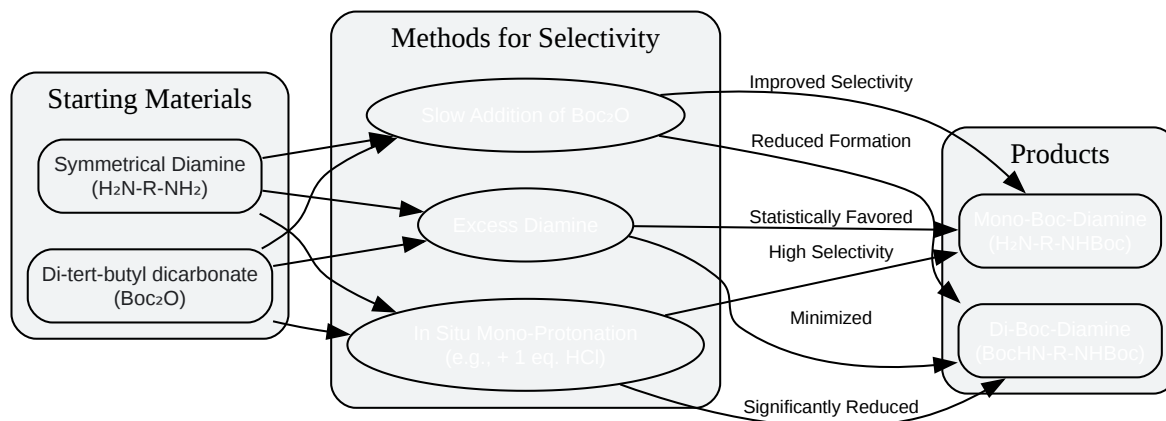 Methods for Selectivity
Starting Materials
Products
Symmetrical Diamine
(H₂N-R-NH₂)
Di-tert-butyl dicarbonate
(Boc₂O)
Slow Addition of Boc₂O
Excess Diamine
In Situ Mono-Protonation
(e.g., + 1 eq. HCl)
Improved Selectivity
Reduced Formation
Statistically Favored
High Selectivity
Minimized
Significantly Reduced
Mono-Boc-Diamine
(H₂N-R-NHBoc)
Di-Boc-Diamine
(BocHN-R-NHBoc)